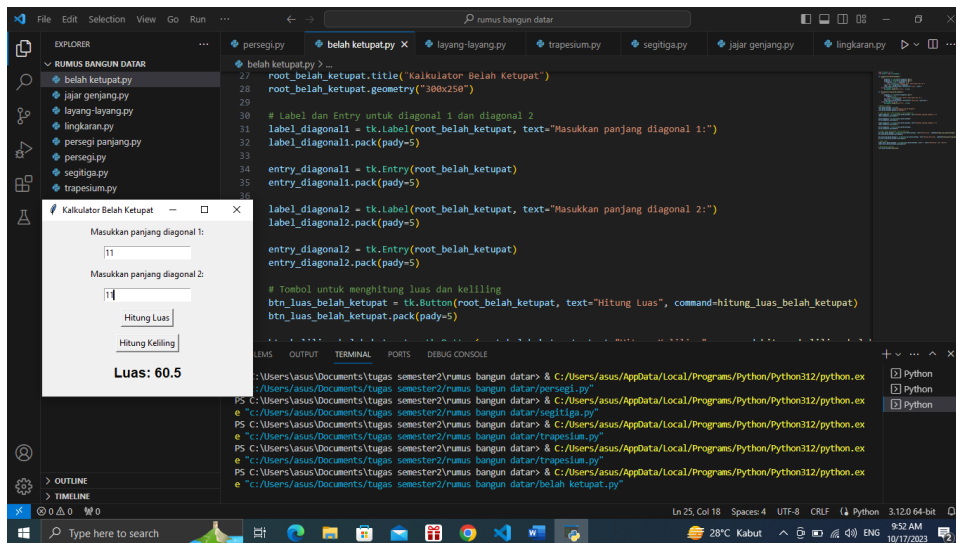 File Edit Selection View Go Run ··· rumus bangun datar
EXPLORER ···
RUMUS BANGUN DATAR
belah ketupat.py
jajar genjang.py
layang-layang.py
lingkaran.py
persegi panjang.py
persegi.py
segitiga.py
trapesium.py
persegi.py belah ketupat.py layang-layang.py trapesium.py segitiga.py jajar genjang.py lingkaran.py
belah ketupat.py > ...
27 root_belah_ketupat.title("Kalkulator Belah Ketupat")
28 root_belah_ketupat.geometry("300x250")
29
30 # Label dan Entry untuk diagonal 1 dan diagonal 2
31 label_diagonal1 = tk.Label(root_belah_ketupat, text="Masukkan panjang diagonal 1:")
32 label_diagonal1.pack(pady=5)
33
34 entry_diagonal1 = tk.Entry(root_belah_ketupat)
35 entry_diagonal1.pack(pady=5)
36
label_diagonal2 = tk.Label(root_belah_ketupat, text="Masukkan panjang diagonal 2:")
label_diagonal2.pack(pady=5)
entry_diagonal2 = tk.Entry(root_belah_ketupat)
entry_diagonal2.pack(pady=5)
# Tombol untuk menghitung luas dan keliling
btn_luas_belah_ketupat = tk.Button(root_belah_ketupat, text="Hitung Luas", command=hitung_luas_belah_ketupat)
btn_luas_belah_ketupat.pack(pady=5)
Kalkulator Belah Ketupat
Masukkan panjang diagonal 1:
11
Masukkan panjang diagonal 2:
11
Hitung Luas
Hitung Keliling
Luas: 60.5
LEMS OUTPUT TERMINAL PORTS DEBUG CONSOLE
:\Users\asus\Documents\tugas semester2\rumus bangun datar> & C:/Users/asus/AppData/Local/Programs/Python/Python312/python.ex
:/Users/asus/Documents/tugas semester2/rumus bangun datar/persegi.py"
PS C:\Users\asus\Documents\tugas semester2\rumus bangun datar> & C:/Users/asus/AppData/Local/Programs/Python/Python312/python.ex
e "c:/Users/asus/Documents/tugas semester2/rumus bangun datar/segitiga.py"
PS C:\Users\asus\Documents\tugas semester2\rumus bangun datar> & C:/Users/asus/AppData/Local/Programs/Python/Python312/python.ex
e "c:/Users/asus/Documents/tugas semester2/rumus bangun datar/trapesium.py"
PS C:\Users\asus\Documents\tugas semester2\rumus bangun datar> & C:/Users/asus/AppData/Local/Programs/Python/Python312/python.ex
e "c:/Users/asus/Documents/tugas semester2/rumus bangun datar/trapesium.py"
PS C:\Users\asus\Documents\tugas semester2\rumus bangun datar> & C:/Users/asus/AppData/Local/Programs/Python/Python312/python.ex
e "c:/Users/asus/Documents/tugas semester2/rumus bangun datar/belah ketupat.py"
Python
Python
Python
OUTLINE
TIMELINE
0 0 0 Ln 25, Col 18 Spaces: 4 UTF-8 CRLF Python 3.12.0 64-bit
Type here to search 28°C Kabut ENG 9:52 AM
10/17/2023 2